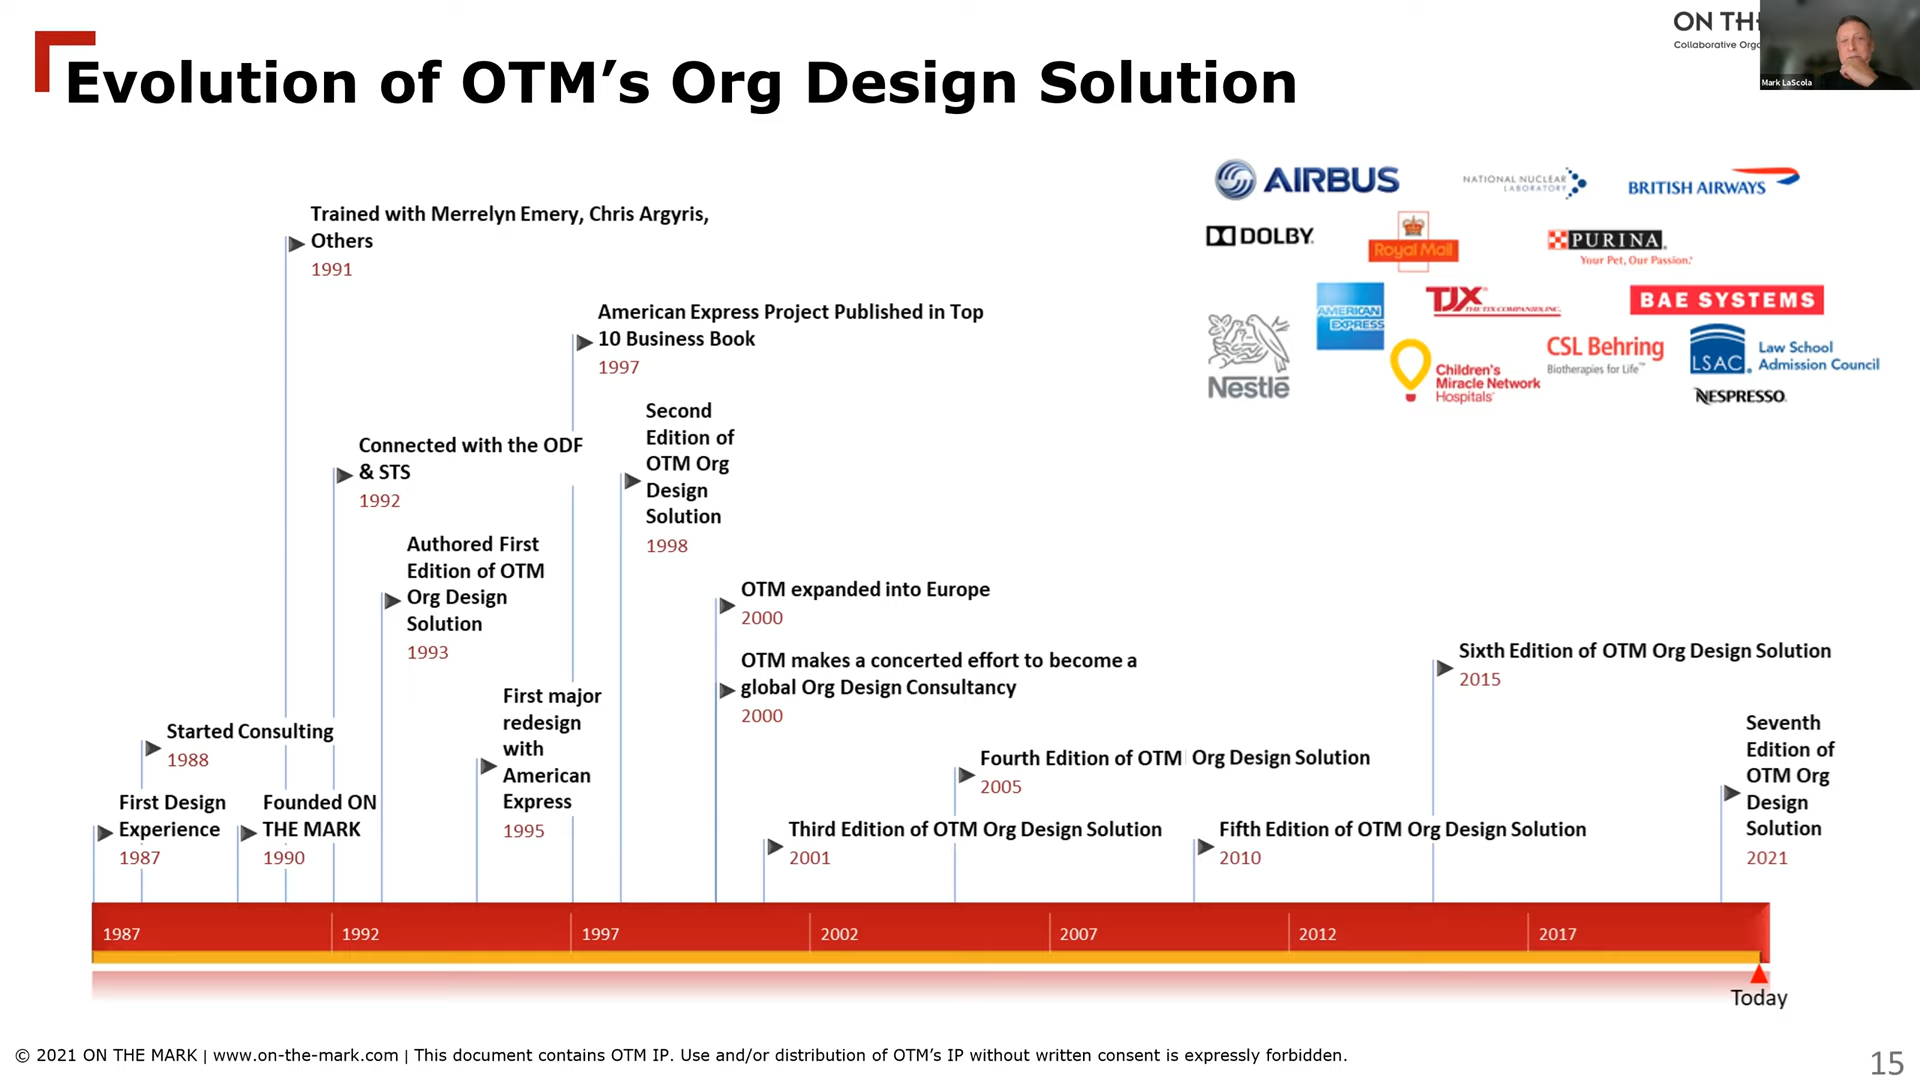 ON TH
Collaborative Orga
Mark LaScola
Evolution of OTM’s Org Design Solution
AIRBUS
NATIONAL NUCLEAR
LABORATORY
BRITISH AIRWAYS
DOLBY.
Royal Mail
PURINA
Your Pet, Our Passion.®
AMERICAN
EXPRESS
TJX
THE TJX COMPANIES, INC.
BAE SYSTEMS
Nestlē
Children's
Miracle Network
Hospitals
CSL Behring
Biotherapies for Life™
LSAC
Law School
Admission Council
NESPRESSO
Trained with Merrelyn Emery, Chris Argyris,
Others
1991
American Express Project Published in Top
10 Business Book
1997
Second
Edition of
OTM Org
Design
Solution
1998
Connected with the ODF
& STS
1992
Authored First
Edition of OTM
Org Design
Solution
1993
OTM expanded into Europe
2000
OTM makes a concerted effort to become a
global Org Design Consultancy
2000
Sixth Edition of OTM Org Design Solution
2015
First major
redesign
with
American
Express
1995
Started Consulting
1988
Seventh
Edition of
OTM Org
Design
Solution
2021
Fourth Edition of OTM Org Design Solution
2005
First Design
Experience
1987
Founded ON
THE MARK
1990
Third Edition of OTM Org Design Solution
2001
Fifth Edition of OTM Org Design Solution
2010
1987 1992 1997 2002 2007 2012 2017
Today
© 2021 ON THE MARK | www.on-the-mark.com | This document contains OTM IP. Use and/or distribution of OTM’s IP without written consent is expressly forbidden.
15